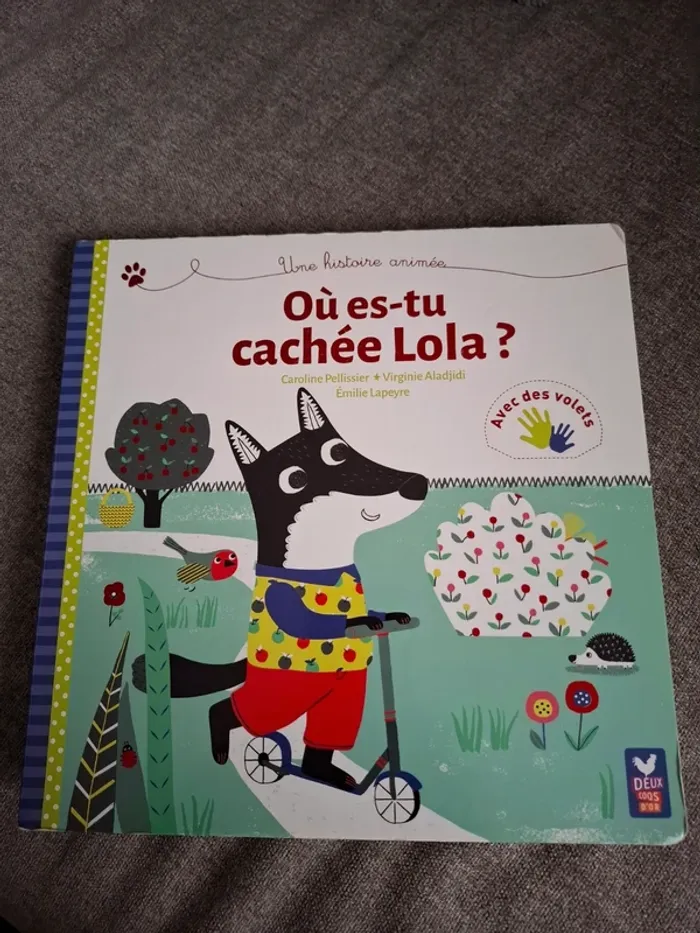 Une histoire animée
Où es-tu
cachée Lola ?
Caroline Pellissier ✦ Virginie Aladjidi
Émilie Lapeyre
Avec des volets
DEUX
COQS
D'OR